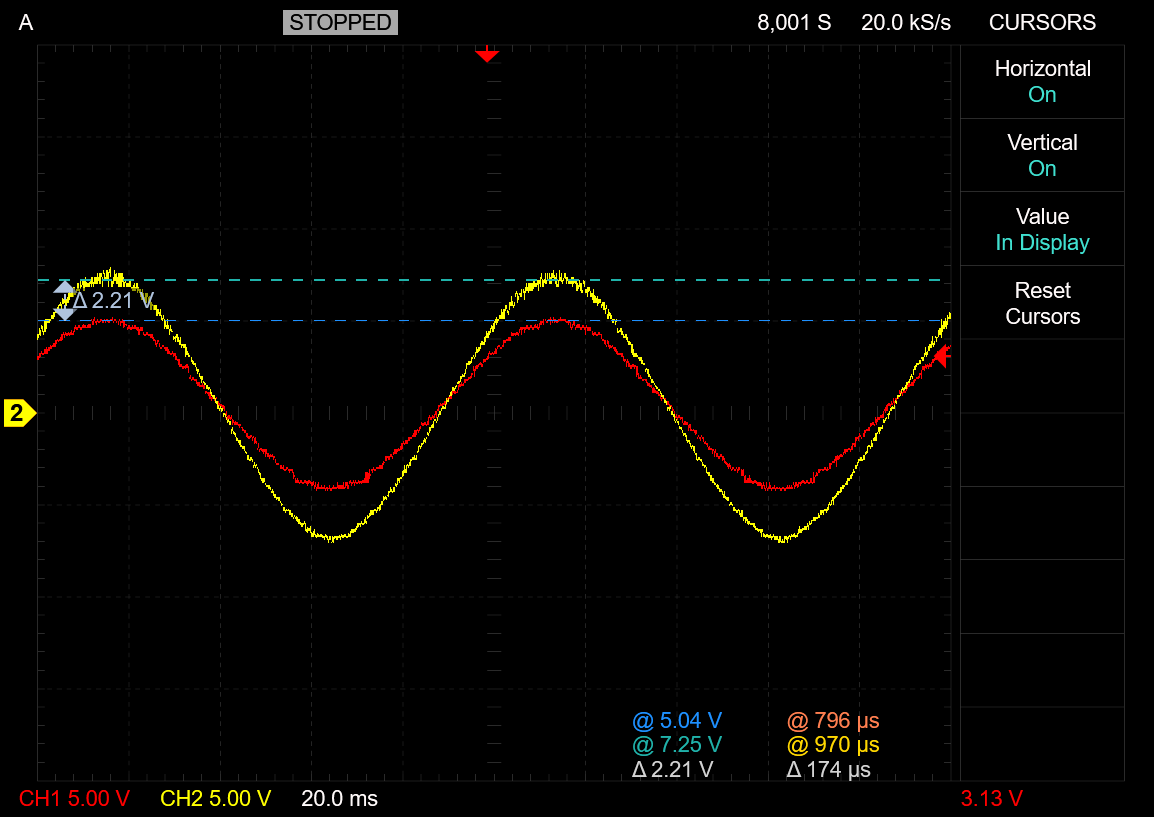 A STOPPED 8,001 S 20.0 kS/s CURSORS
Horizontal
On
Vertical
On
Value
In Display
Reset
Cursors
Δ 2.21 V
2
@ 5.04 V @ 796 µs
@ 7.25 V @ 970 µs
Δ 2.21 V Δ 174 µs
CH1 5.00 V CH2 5.00 V 20.0 ms 3.13 V